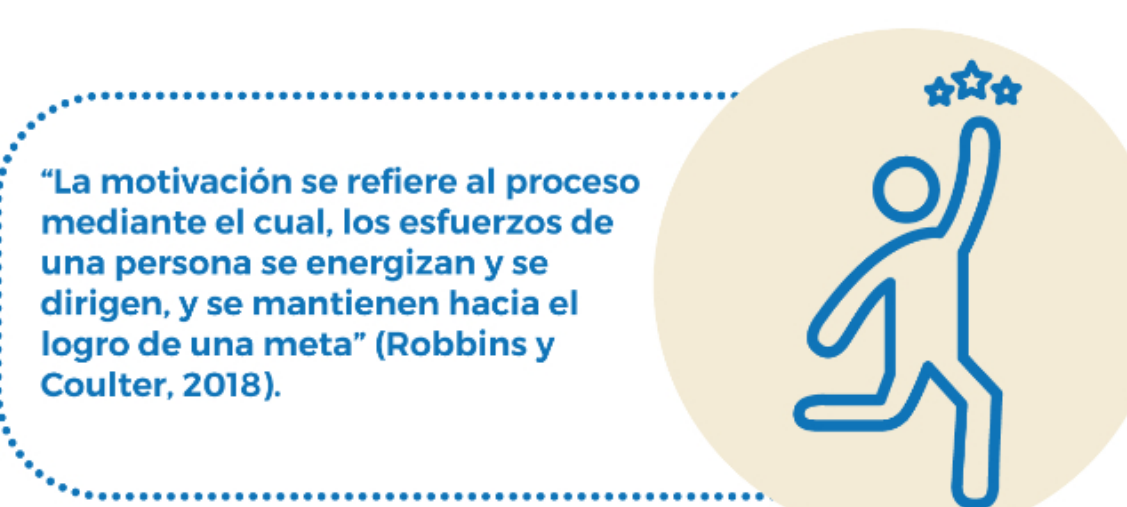 “La motivación se refiere al proceso
mediante el cual, los esfuerzos de
una persona se energizan y se
dirigen, y se mantienen hacia el
logro de una meta” (Robbins y
Coulter, 2018).